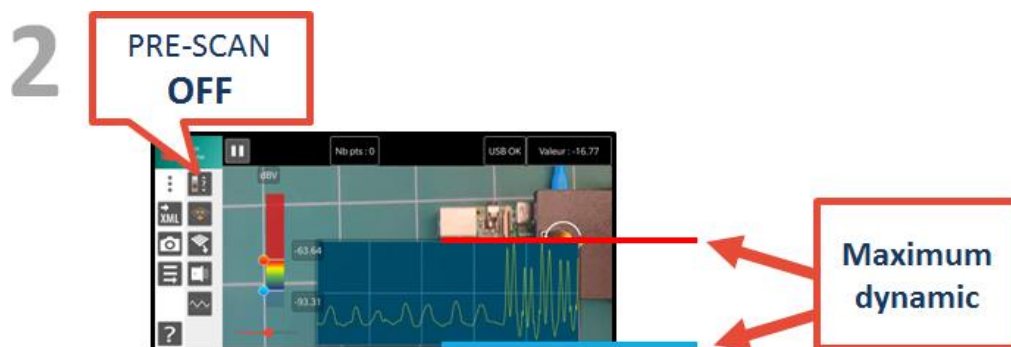 2
PRE-SCAN
OFF
Nb pts : 0
USB OK
Valeur : -16.77
dBV
XML
-63.64
-93.31
?
Maximum
dynamic